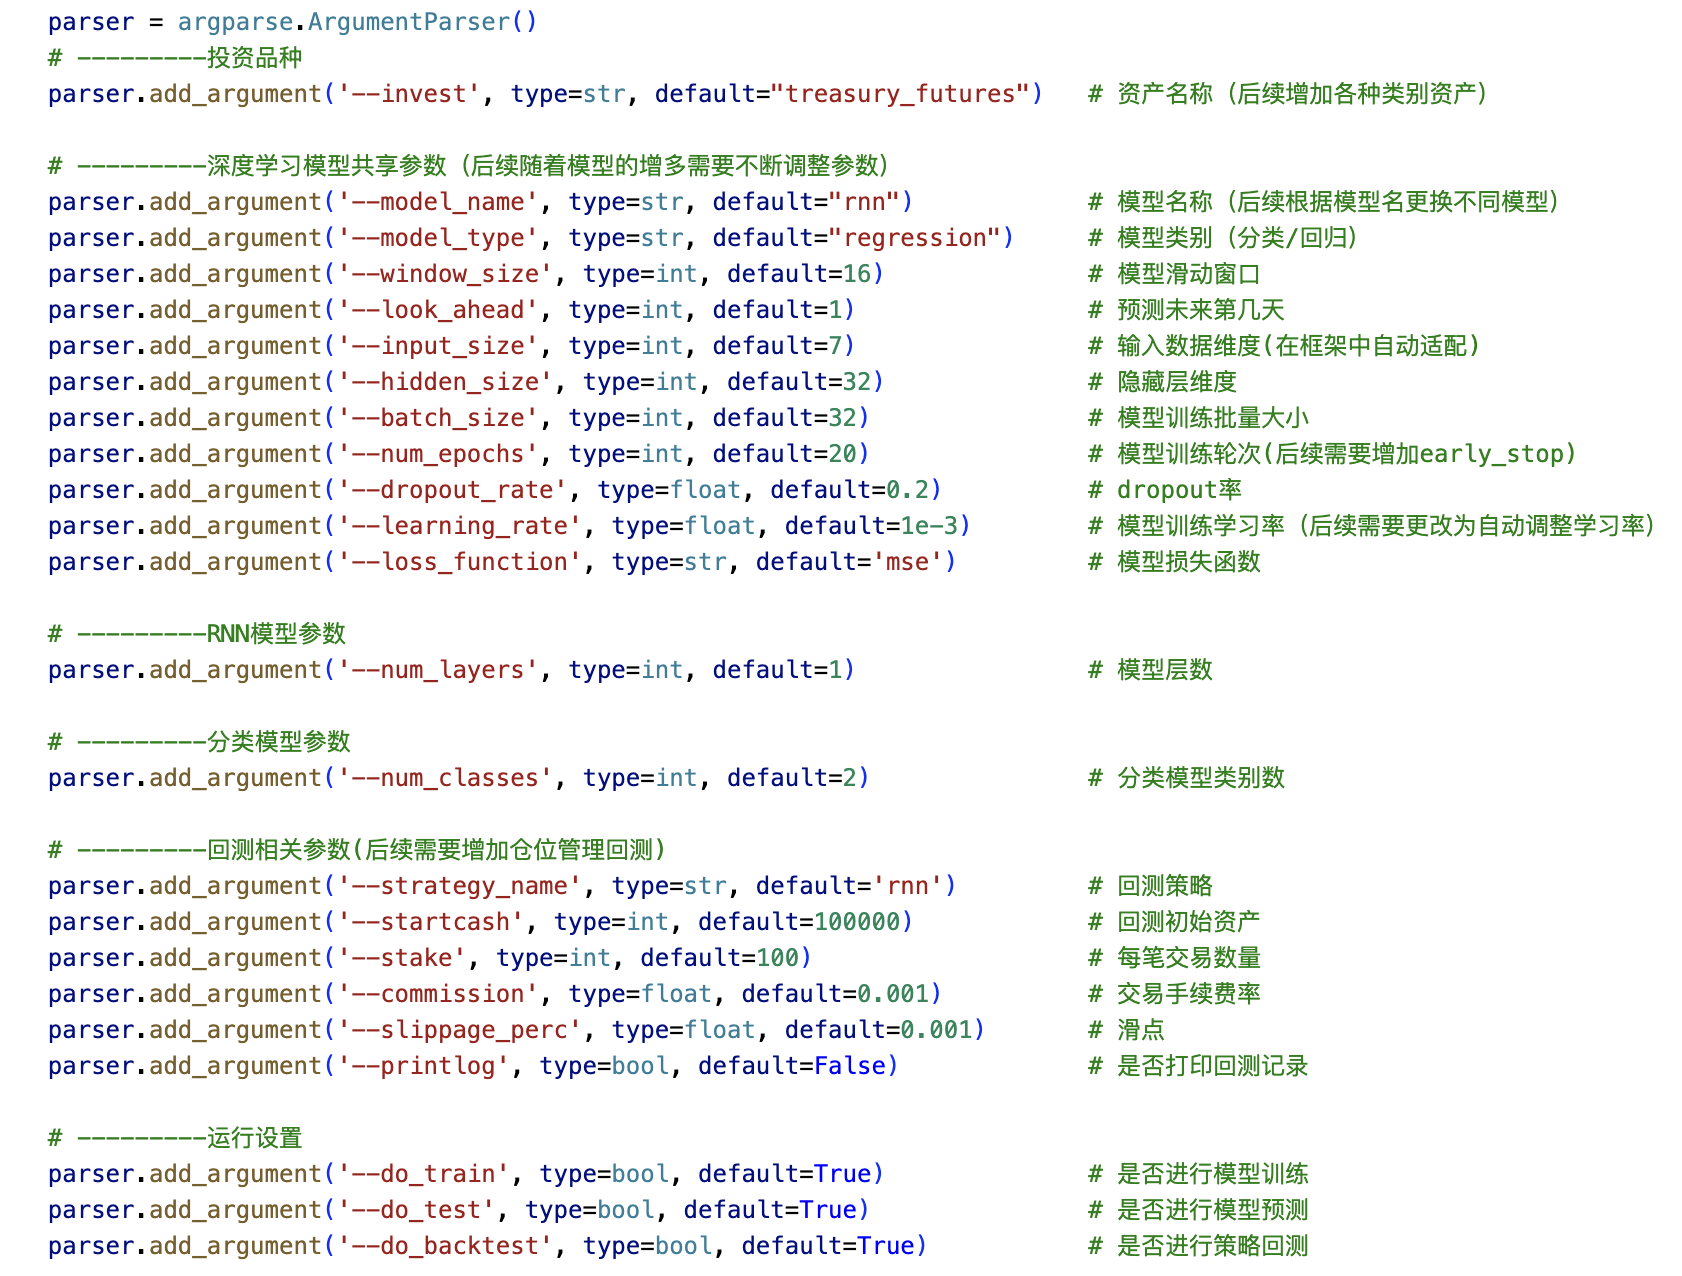 parser = argparse.ArgumentParser()
# ---------投资品种
parser.add_argument('--invest', type=str, default="treasury_futures")   # 资产名称（后续增加各种类别资产）
# ---------深度学习模型共享参数（后续随着模型的增多需要不断调整参数）
parser.add_argument('--model_name', type=str, default="rnn")            # 模型名称（后续根据模型名更换不同模型）
parser.add_argument('--model_type', type=str, default="regression")     # 模型类别（分类/回归）
parser.add_argument('--window_size', type=int, default=16)              # 模型滑动窗口
parser.add_argument('--look_ahead', type=int, default=1)                # 预测未来第几天
parser.add_argument('--input_size', type=int, default=7)                # 输入数据维度(在框架中自动适配)
parser.add_argument('--hidden_size', type=int, default=32)              # 隐藏层维度
parser.add_argument('--batch_size', type=int, default=32)               # 模型训练批量大小
parser.add_argument('--num_epochs', type=int, default=20)               # 模型训练轮次(后续需要增加early_stop)
parser.add_argument('--dropout_rate', type=float, default=0.2)          # dropout率
parser.add_argument('--learning_rate', type=float, default=1e-3)        # 模型训练学习率（后续需要更改为自动调整学习率）
parser.add_argument('--loss_function', type=str, default='mse')         # 模型损失函数
# ---------RNN模型参数
parser.add_argument('--num_layers', type=int, default=1)                # 模型层数
# ---------分类模型参数
parser.add_argument('--num_classes', type=int, default=2)               # 分类模型类别数
# ---------回测相关参数(后续需要增加仓位管理回测)
parser.add_argument('--strategy_name', type=str, default='rnn')         # 回测策略
parser.add_argument('--startcash', type=int, default=100000)            # 回测初始资产
parser.add_argument('--stake', type=int, default=100)                   # 每笔交易数量
parser.add_argument('--commission', type=float, default=0.001)          # 交易手续费率
parser.add_argument('--slippage_perc', type=float, default=0.001)       # 滑点
parser.add_argument('--printlog', type=bool, default=False)             # 是否打印回测记录
# ---------运行设置
parser.add_argument('--do_train', type=bool, default=True)              # 是否进行模型训练
parser.add_argument('--do_test', type=bool, default=True)               # 是否进行模型预测
parser.add_argument('--do_backtest', type=bool, default=True)           # 是否进行策略回测